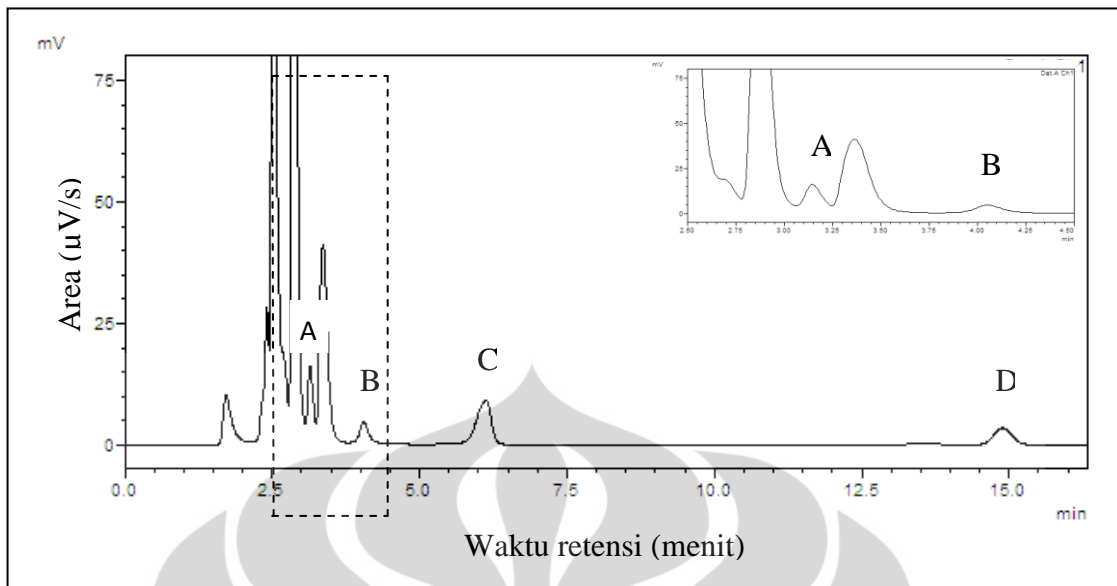 mV
75
50
25
0
Area (µV/s)
A
B
C
D
0.0 2.5 5.0 7.5 10.0 12.5 15.0
min
Waktu retensi (menit)
mV
Det A Ch1
1
75
50
25
0
A
B
2.50 2.75 3.00 3.25 3.50 3.75 4.00 4.25 4.50
min